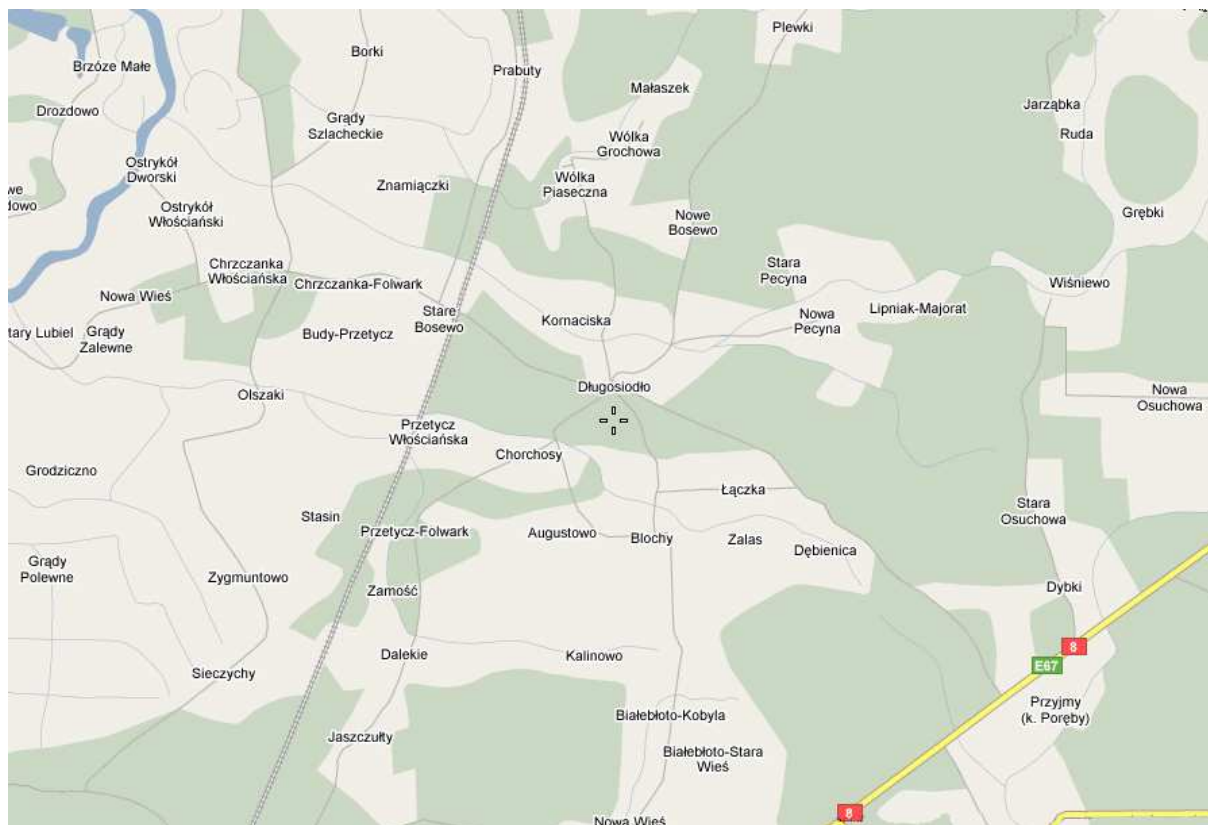 Plewki
Borki
Brzóze Małe
Prabuty
Małaszek
Drozdowo
Jarząbka
Grądy
Szlacheckie
Ruda
Wólka
Grochowa
Ostrykół
Dworski
Wólka
Piaseczna
Znamiączki
Ostrykół
Włościański
Nowe
Bosewo
Grębki
Chrzczanka
Włościańska
Stara
Pecyna
Chrzczanka-Folwark
Wiśniewo
Nowa Wieś
Stare
Bosewo
Lipniak-Majorat
Kornaciska
Nowa
Pecyna
tary Lubiel
Grądy
Zalewne
Budy-Przetycz
Długosiodło
Olszaki
Nowa
Osuchowa
Przetycz
Włościańska
Chorchosy
Grodziczno
Łączka
Stara
Osuchowa
Stasin
Przetycz-Folwark
Augustowo
Blochy
Zalas
Dębienica
Grądy
Polewne
Zygmuntowo
Zamość
Dybki
8
Dalekie
Kalinowo
E67
Sieczychy
Przyjmy
(k. Poręby)
Białebłoto-Kobyla
Jaszczułty
Białebłoto-Stara
Wieś
8
Nowa Wieś